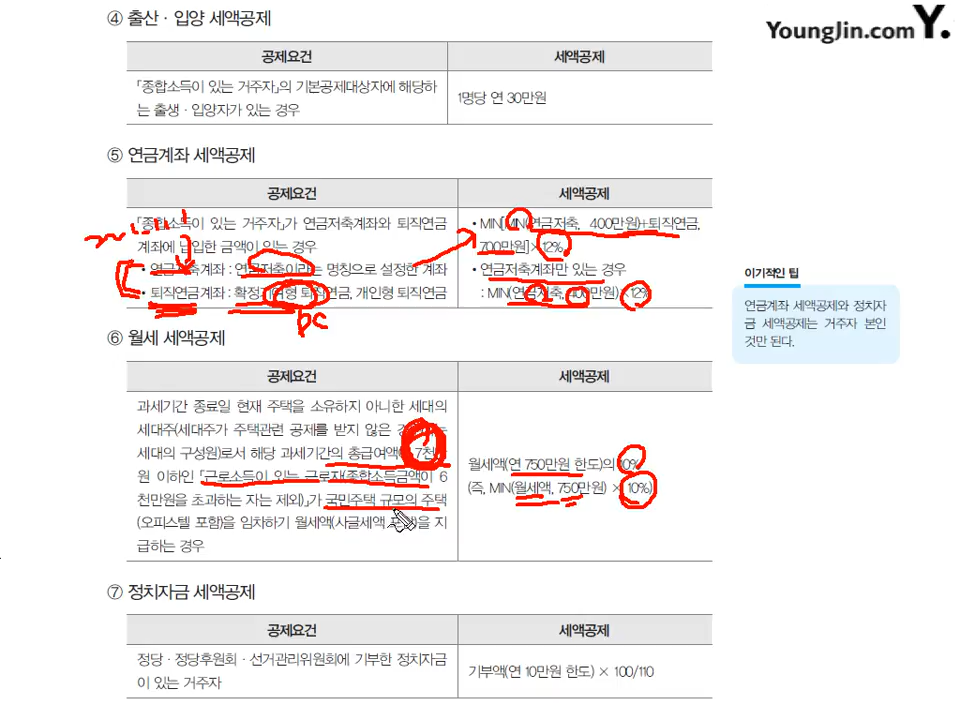 ④ 출산 · 입양 세액공제
YoungJin.com Y.
공제요건 세액공제
「종합소득이 있는 거주자」의 기본공제대상자에 해당하
는 출생 · 입양자가 있는 경우
1명당 연 30만원
⑤ 연금계좌 세액공제
공제요건 세액공제
「종합소득이 있는 거주자」가 연금저축계좌와 퇴직연금
계좌에 납입한 금액이 있는 경우
• 연금저축계좌 : 연금저축이라는 명칭으로 설정한 계좌
• 퇴직연금계좌 : 확정기여형 퇴직연금, 개인형 퇴직연금
DC
• MIN[MIN(연금저축, 400만원)+퇴직연금,
700만원]×12%
• 연금저축계좌만 있는 경우
: MIN(연금저축, 400만원)×12%
이기적인 팁
연금계좌 세액공제와 정치자
금 세액공제는 거주자 본인
것만 된다.
⑥ 월세 세액공제
공제요건 세액공제
과세기간 종료일 현재 주택을 소유하지 아니한 세대의
세대주(세대주가 주택관련 공제를 받지 않은
세대의 구성원)로서 해당 과세기간의 총급여액이 7천만
원 이하인 「근로소득이 있는 근로자(종합소득금액이 6
천만원을 초과하는 자는 제외)」가 국민주택 규모의 주택
(오피스텔 포함)을 임차하기 월세액(사글세액 포함)을 지
급하는 경우
월세액(연 750만원 한도)의 10%
(즉, MIN(월세액, 750만원) × 10%)
⑦ 정치자금 세액공제
공제요건 세액공제
정당 · 정당후원회 · 선거관리위원회에 기부한 정치자금
이 있는 거주자
기부액(연 10만원 한도) × 100/110